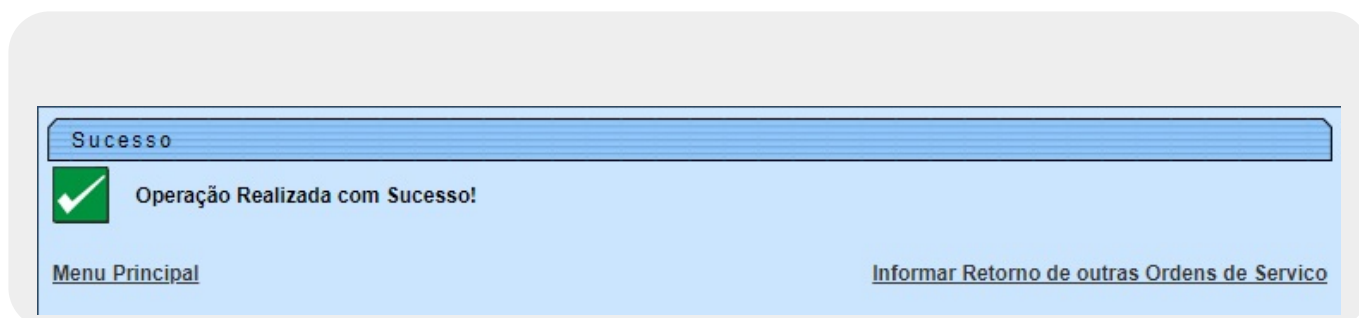 Sucesso
Operação Realizada com Sucesso!
Menu Principal
Informar Retorno de outras Ordens de Servico